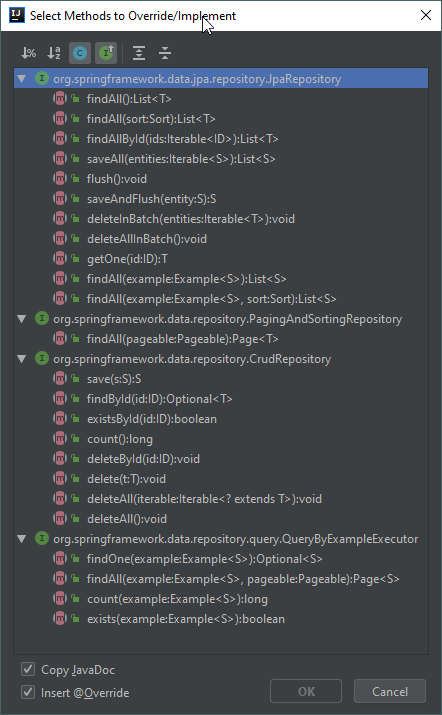 Select Methods to Override/Implement
org.springframework.data.jpa.repository.JpaRepository
findAll():List<T>
findAll(sort:Sort):List<T>
findAllById(ids:Iterable<ID>):List<T>
saveAll(entities:Iterable<S>):List<S>
flush():void
saveAndFlush(entity:S):S
deleteInBatch(entities:Iterable<T>):void
deleteAllInBatch():void
getOne(id:ID):T
findAll(example:Example<S>):List<S>
findAll(example:Example<S>, sort:Sort):List<S>
org.springframework.data.repository.PagingAndSortingRepository
findAll(pageable:Pageable):Page<T>
org.springframework.data.repository.CrudRepository
save(s:S):S
findById(id:ID):Optional<T>
existsById(id:ID):boolean
count():long
deleteById(id:ID):void
delete(t:T):void
deleteAll(iterable:Iterable<? extends T>):void
deleteAll():void
org.springframework.data.repository.query.QueryByExampleExecutor
findOne(example:Example<S>):Optional<S>
findAll(example:Example<S>, pageable:Pageable):Page<S>
count(example:Example<S>):long
exists(example:Example<S>):boolean
Copy JavaDoc
Insert @Override
OK
Cancel